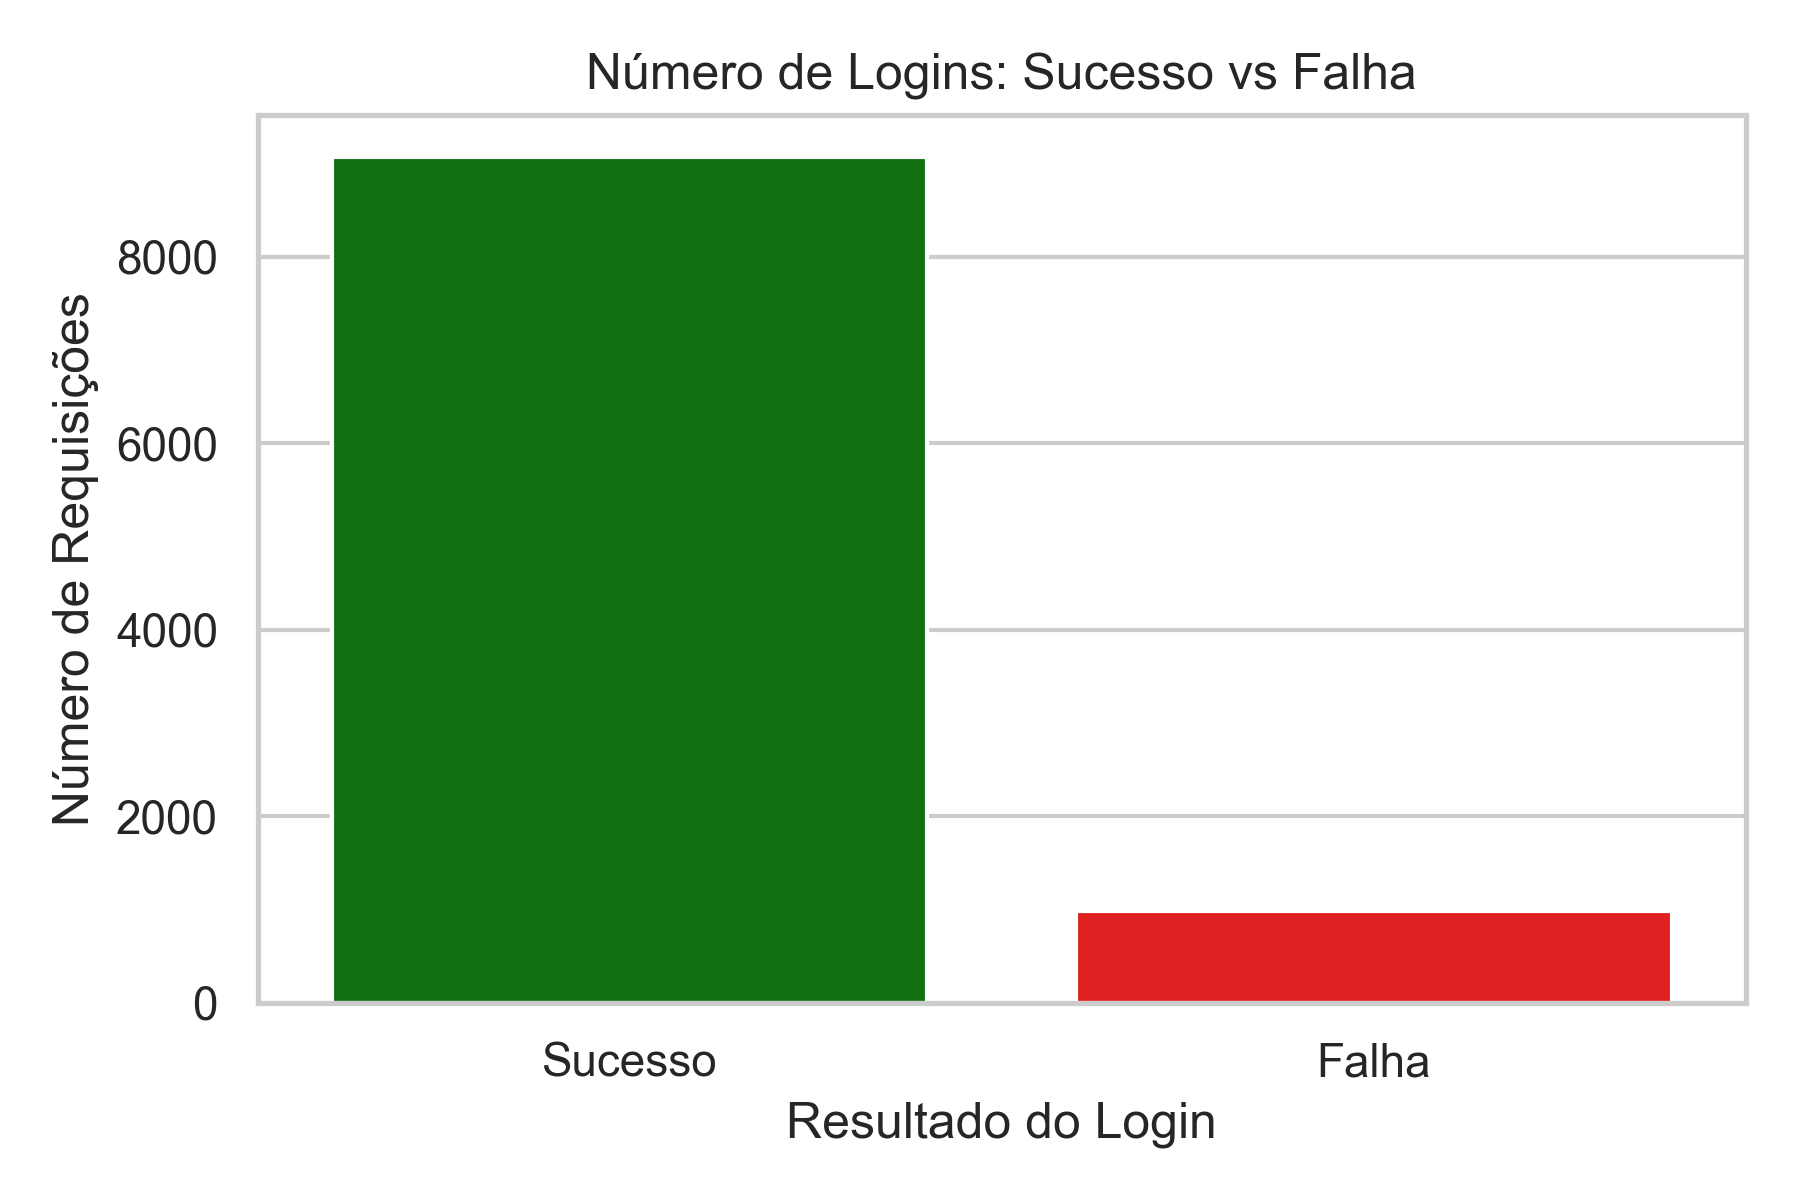 Número de Logins: Sucesso vs Falha
Número de Requisições
8000
6000
4000
2000
0
Sucesso
Falha
Resultado do Login